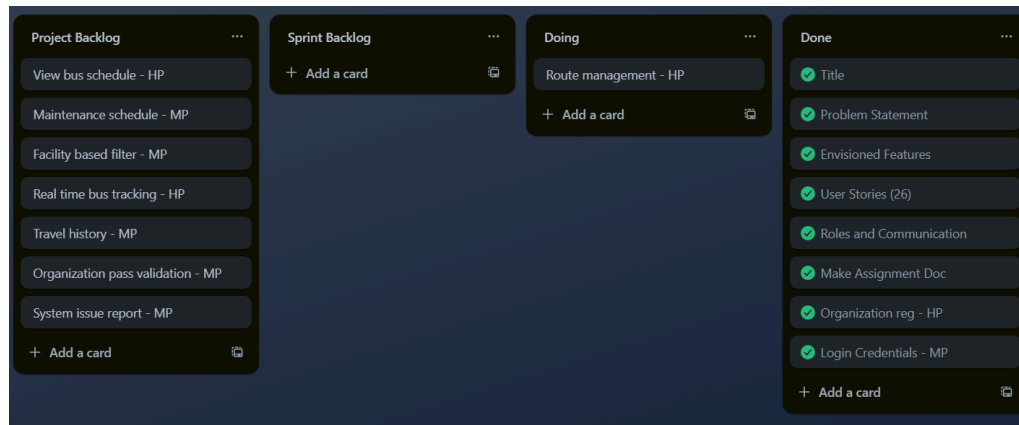 Project Backlog
View bus schedule - HP
Maintenance schedule - MP
Facility based filter - MP
Real time bus tracking - HP
Travel history - MP
Organization pass validation - MP
System issue report - MP
+ Add a card
Sprint Backlog
+ Add a card
Doing
Route management - HP
+ Add a card
Done
Title
Problem Statement
Envisioned Features
User Stories (26)
Roles and Communication
Make Assignment Doc
Organization reg - HP
Login Credentials - MP
+ Add a card